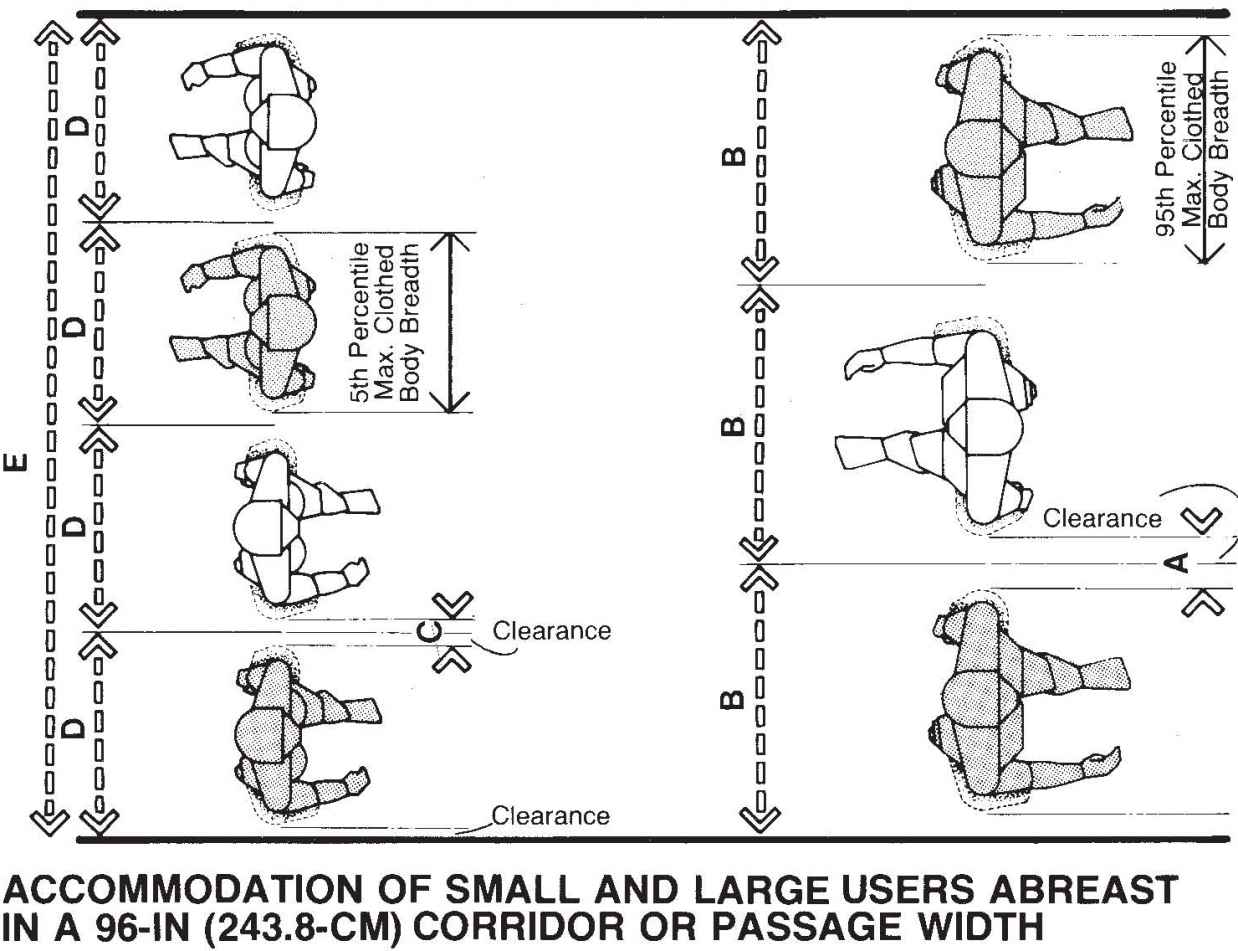 E
D
D
D
D
5th Percentile
Max. Clothed
Body Breadth
C
Clearance
Clearance
B
B
B
95th Percentile
Max. Clothed
Body Breadth
Clearance
A
ACCOMMODATION OF SMALL AND LARGE USERS ABREAST
IN A 96-IN (243.8-CM) CORRIDOR OR PASSAGE WIDTH